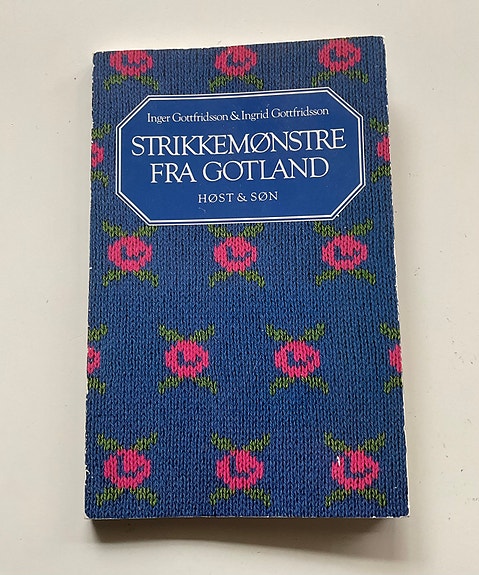 Inger Gottfridsson & Ingrid Gottfridsson
STRIKKEMØNSTRE
FRA GOTLAND
HØST & SØN